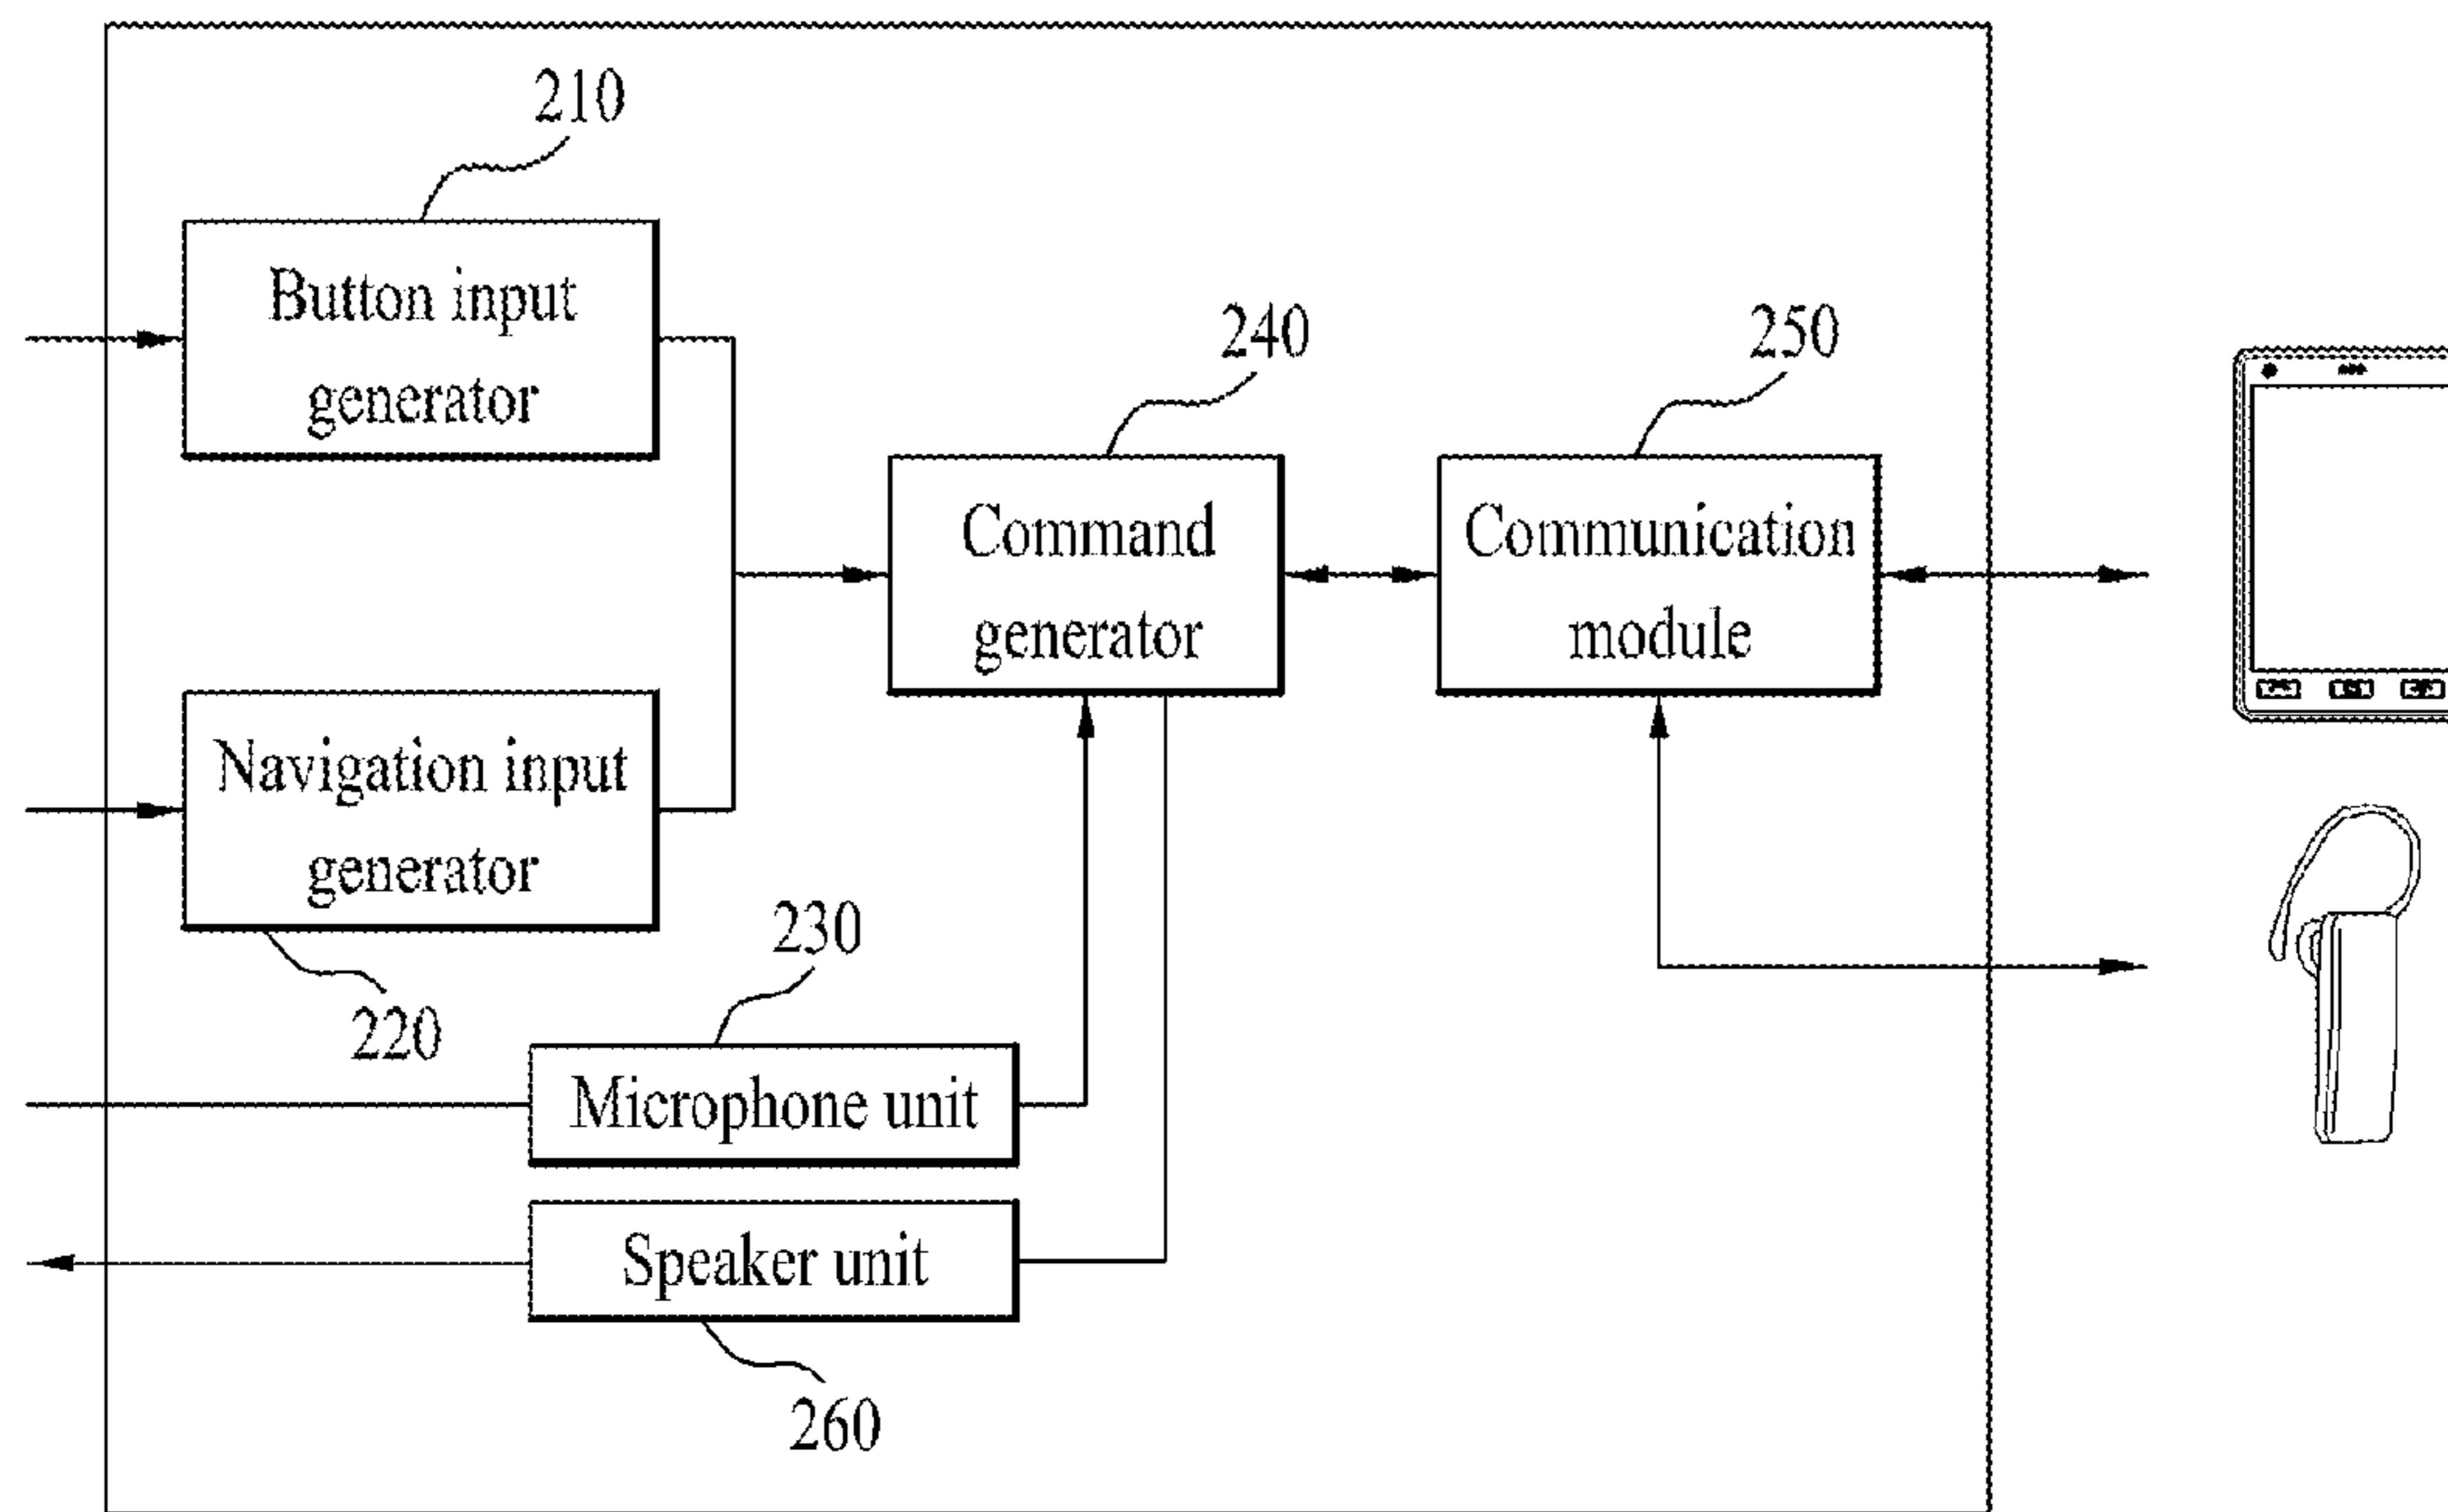 210
Button input
generator
240
250
Command
generator
Communication
module
Navigation input
generator
220
230
Microphone unit
Speaker unit
260